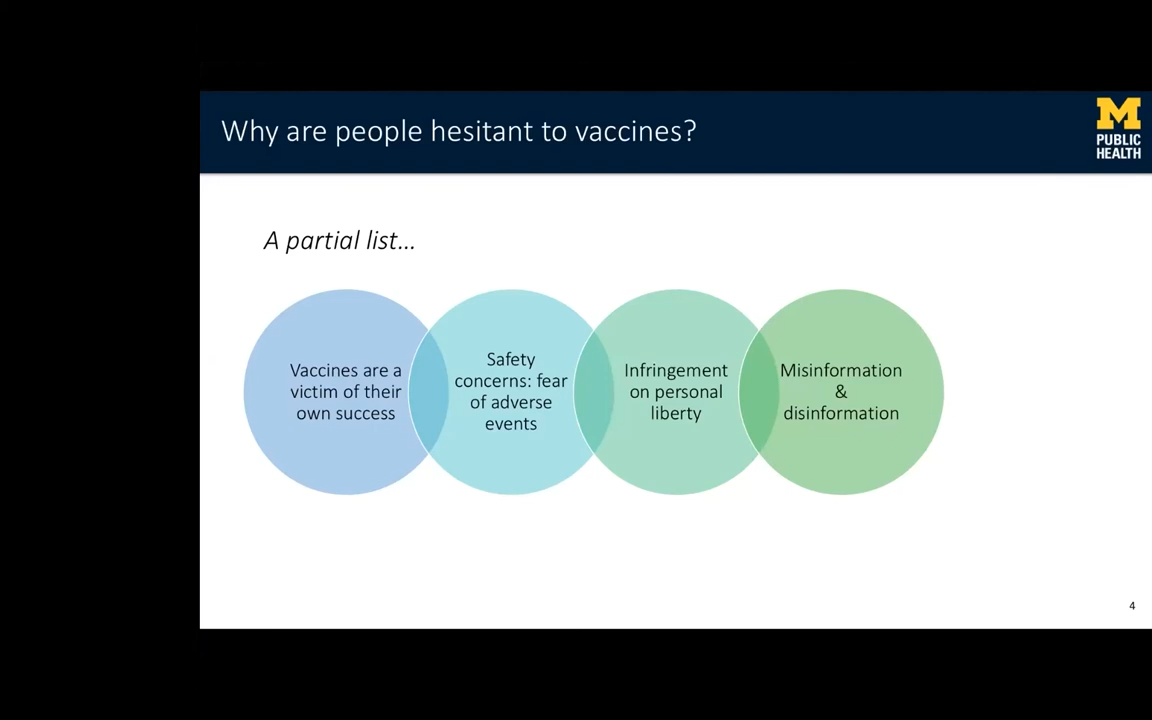 Why are people hesitant to vaccines?
M
PUBLIC
HEALTH
A partial list...
Vaccines are a
victim of their
own success
Safety
concerns: fear
of adverse
events
Infringement
on personal
liberty
Misinformation
&
disinformation
4